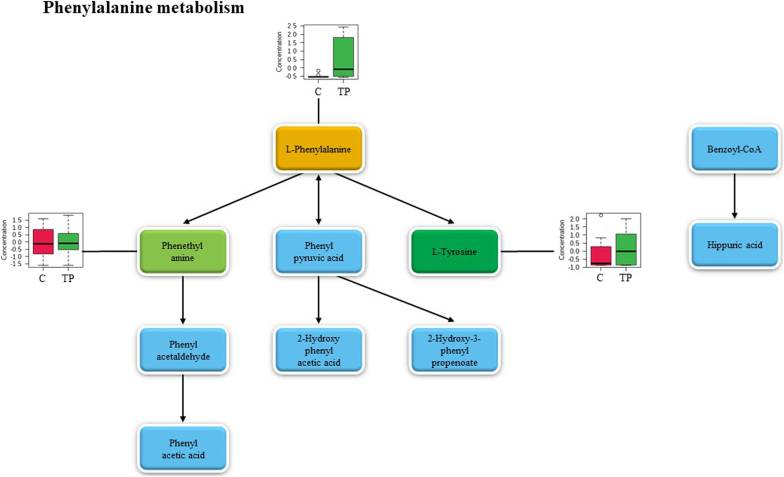 Phenylalanine metabolism
Concentration
2.5
2.0
1.5
1.0
0.5
0.0
-0.5
C TP
L-Phenylalanine
Benzoyl-CoA
Concentration
1.5
1.0
0.5
0.0
-0.5
-1.0
-1.5
C TP
Phenethyl
amine
Phenyl
pyruvic acid
L-Tyrosine
Concentration
2.0
1.5
1.0
0.5
0.0
-0.5
-1.0
C TP
Hippuric acid
Phenyl
acetaldehyde
2-Hydroxy
phenyl
acetic acid
2-Hydroxy-3-
phenyl
propenoate
Phenyl
acetic acid